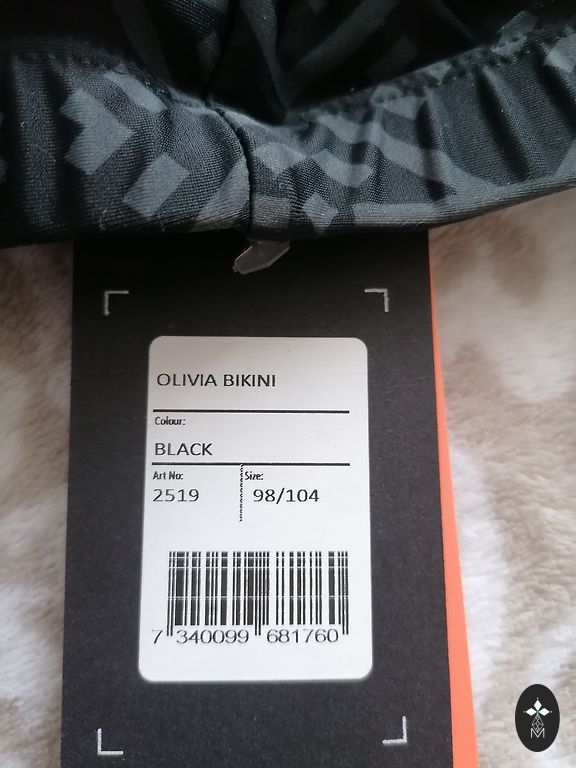 OLIVIA BIKINI
Colour:
BLACK
Art No: Size:
2519 98/104
7 340099 681760
M